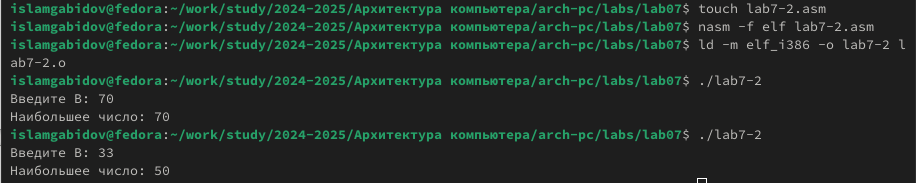 islamgabidov@fedora:~/work/study/2024-2025/Архитектура компьютера/arch-pc/labs/lab07$ touch lab7-2.asm
islamgabidov@fedora:~/work/study/2024-2025/Архитектура компьютера/arch-pc/labs/lab07$ nasm -f elf lab7-2.asm
islamgabidov@fedora:~/work/study/2024-2025/Архитектура компьютера/arch-pc/labs/lab07$ ld -m elf_i386 -o lab7-2 l
ab7-2.o
islamgabidov@fedora:~/work/study/2024-2025/Архитектура компьютера/arch-pc/labs/lab07$ ./lab7-2
Введите B: 70
Наибольшее число: 70
islamgabidov@fedora:~/work/study/2024-2025/Архитектура компьютера/arch-pc/labs/lab07$ ./lab7-2
Введите B: 33
Наибольшее число: 50